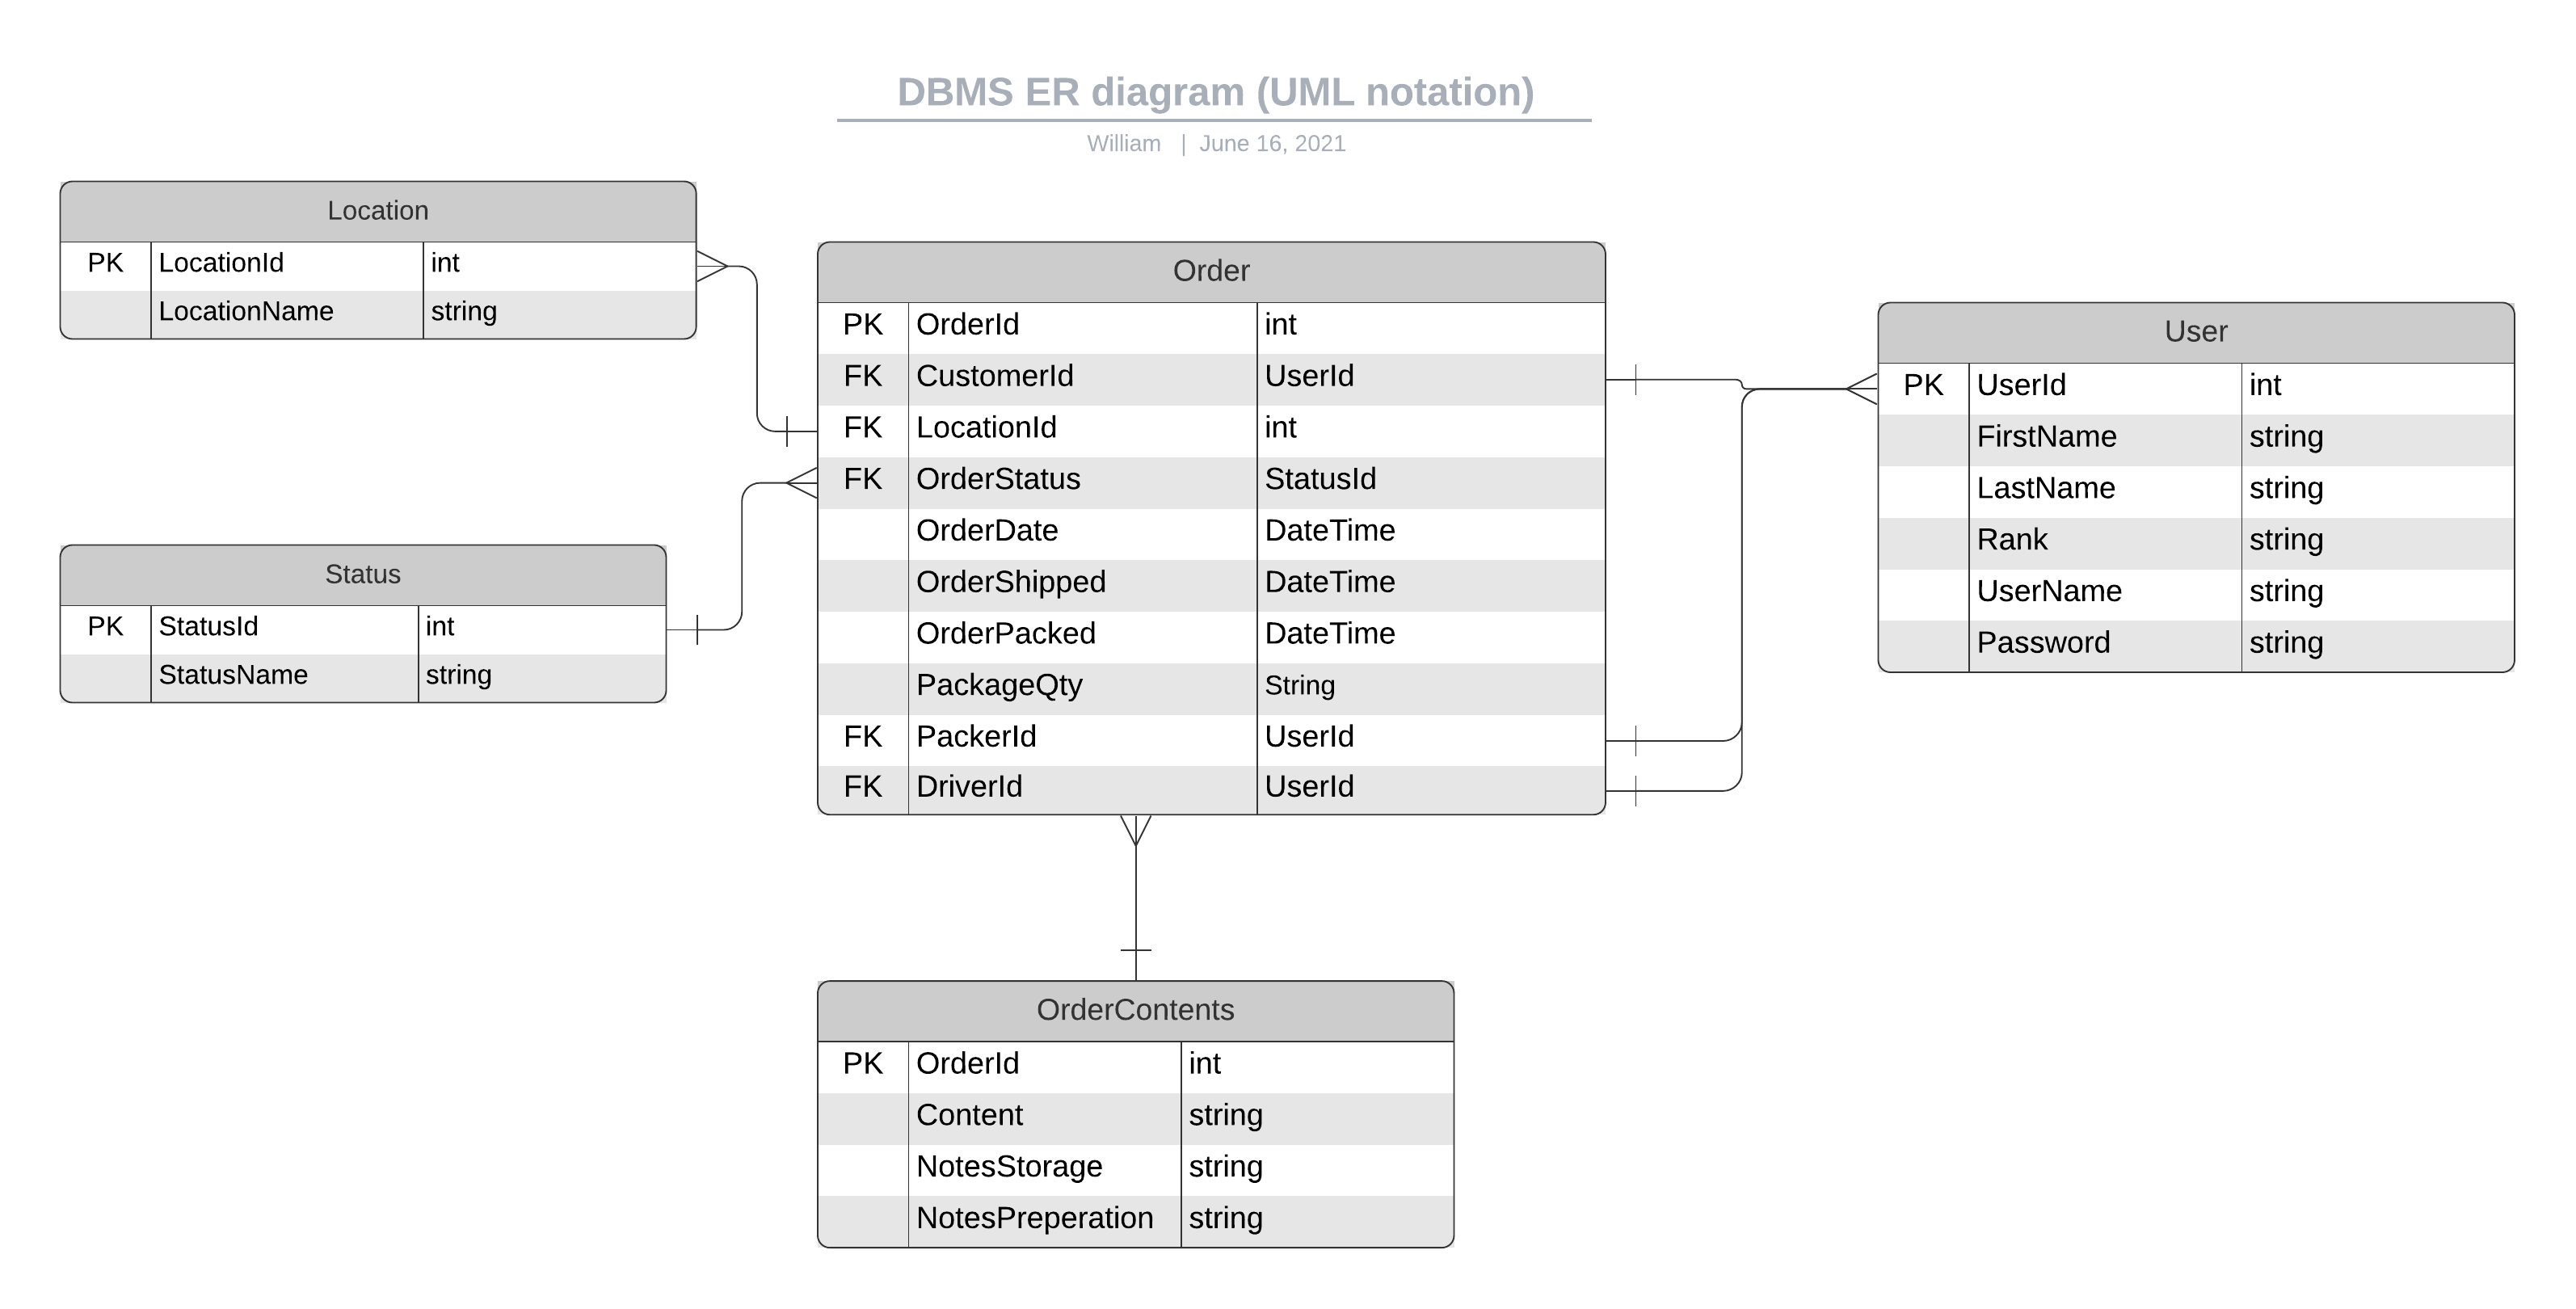 DBMS ER diagram (UML notation)
William | June 16, 2021
Location
PK LocationId int
LocationName string
Status
PK StatusId int
StatusName string
Order
PK OrderId int
FK CustomerId UserId
FK LocationId int
FK OrderStatus StatusId
OrderDate DateTime
OrderShipped DateTime
OrderPacked DateTime
PackageQty String
FK PackerId UserId
FK DriverId UserId
User
PK UserId int
FirstName string
LastName string
Rank string
UserName string
Password string
OrderContents
PK OrderId int
Content string
NotesStorage string
NotesPreperation string